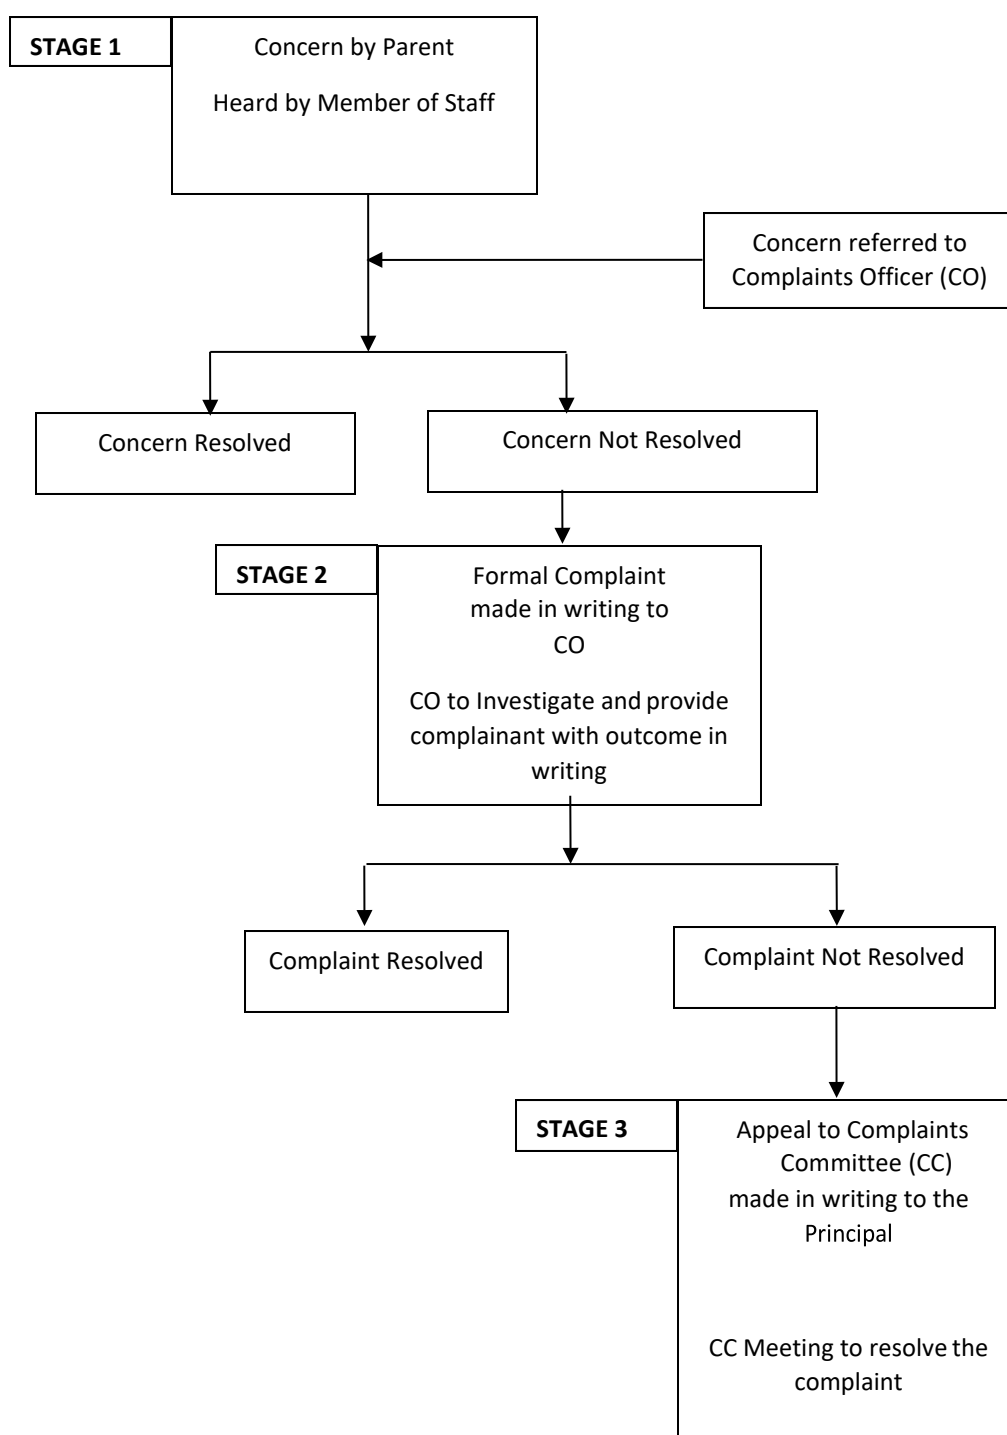 STAGE 1
Concern by Parent
Heard by Member of Staff
Concern referred to
Complaints Officer (CO)
Concern Resolved
Concern Not Resolved
STAGE 2
Formal Complaint
made in writing to
CO
CO to Investigate and provide
complainant with outcome in
writing
Complaint Resolved
Complaint Not Resolved
STAGE 3
Appeal to Complaints
Committee (CC)
made in writing to the
Principal
CC Meeting to resolve the
complaint